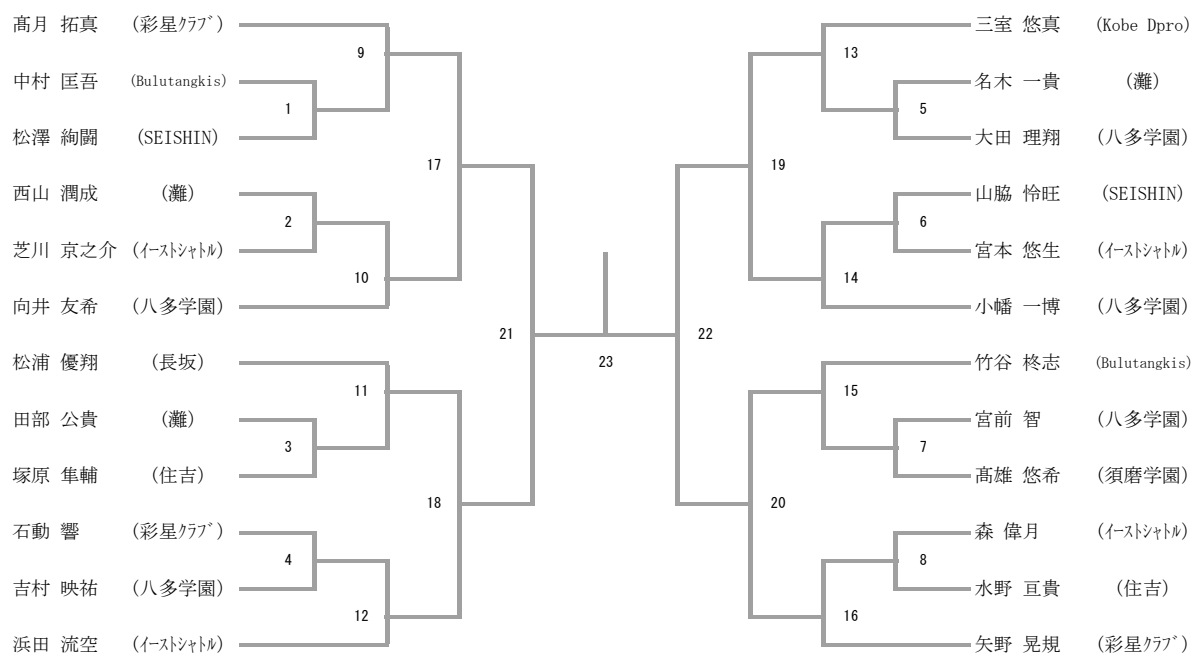 髙月 拓真 (彩星ｸﾗﾌﾞ)
9
中村 匡吾 (Bulutangkis)
1
松澤 絢闘 (SEISHIN)
17
西山 潤成 (灘)
2
芝川 京之介 (ｲｰｽﾄｼｬﾄﾙ)
10
向井 友希 (八多学園)
21
松浦 優翔 (長坂)
11
田部 公貴 (灘)
3
塚原 隼輔 (住吉)
18
石動 響 (彩星ｸﾗﾌﾞ)
4
吉村 映祐 (八多学園)
12
浜田 流空 (ｲｰｽﾄｼｬﾄﾙ)
23
三室 悠真 (Kobe Dpro)
13
名木 一貴 (灘)
5
大田 理翔 (八多学園)
19
山脇 怜旺 (SEISHIN)
6
宮本 悠生 (ｲｰｽﾄｼｬﾄﾙ)
14
小幡 一博 (八多学園)
22
竹谷 柊志 (Bulutangkis)
15
宮前 智 (八多学園)
7
髙雄 悠希 (須磨学園)
20
森 偉月 (ｲｰｽﾄｼｬﾄﾙ)
8
水野 亘貴 (住吉)
16
矢野 晃規 (彩星ｸﾗﾌﾞ)